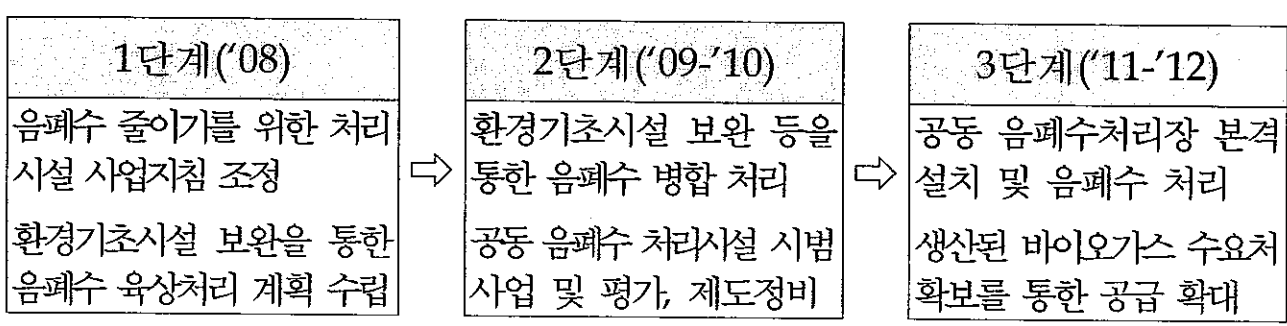 1단계('08)
음폐수 줄이기를 위한 처리
시설 사업지침 조정
환경기초시설 보완을 통한
음폐수 육상처리 계획 수립
⇨
2단계('09-'10)
환경기초시설 보완 등을
통한 음폐수 병합 처리
공동 음폐수 처리시설 시범
사업 및 평가, 제도정비
⇨
3단계('11-'12)
공동 음폐수처리장 본격
설치 및 음폐수 처리
생산된 바이오가스 수요처
확보를 통한 공급 확대